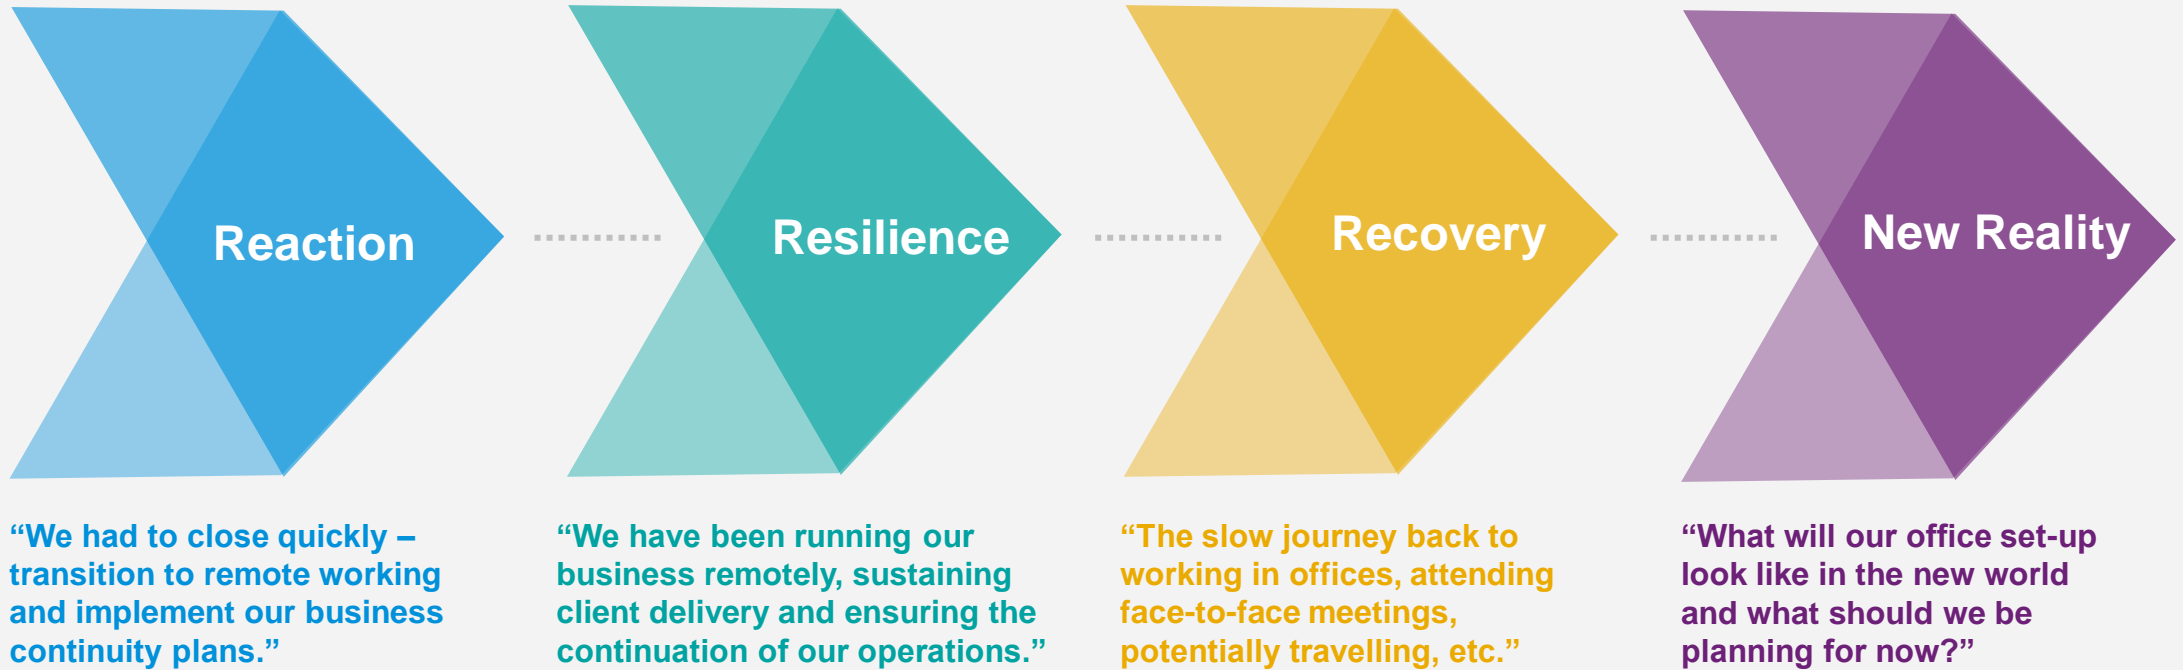 Reaction
Resilience
Recovery
New Reality
“We had to close quickly –
transition to remote working
and implement our business
continuity plans.”
“We have been running our
business remotely, sustaining
client delivery and ensuring the
continuation of our operations.”
“The slow journey back to
working in offices, attending
face-to-face meetings,
potentially travelling, etc.”
“What will our office set-up
look like in the new world
and what should we be
planning for now?”